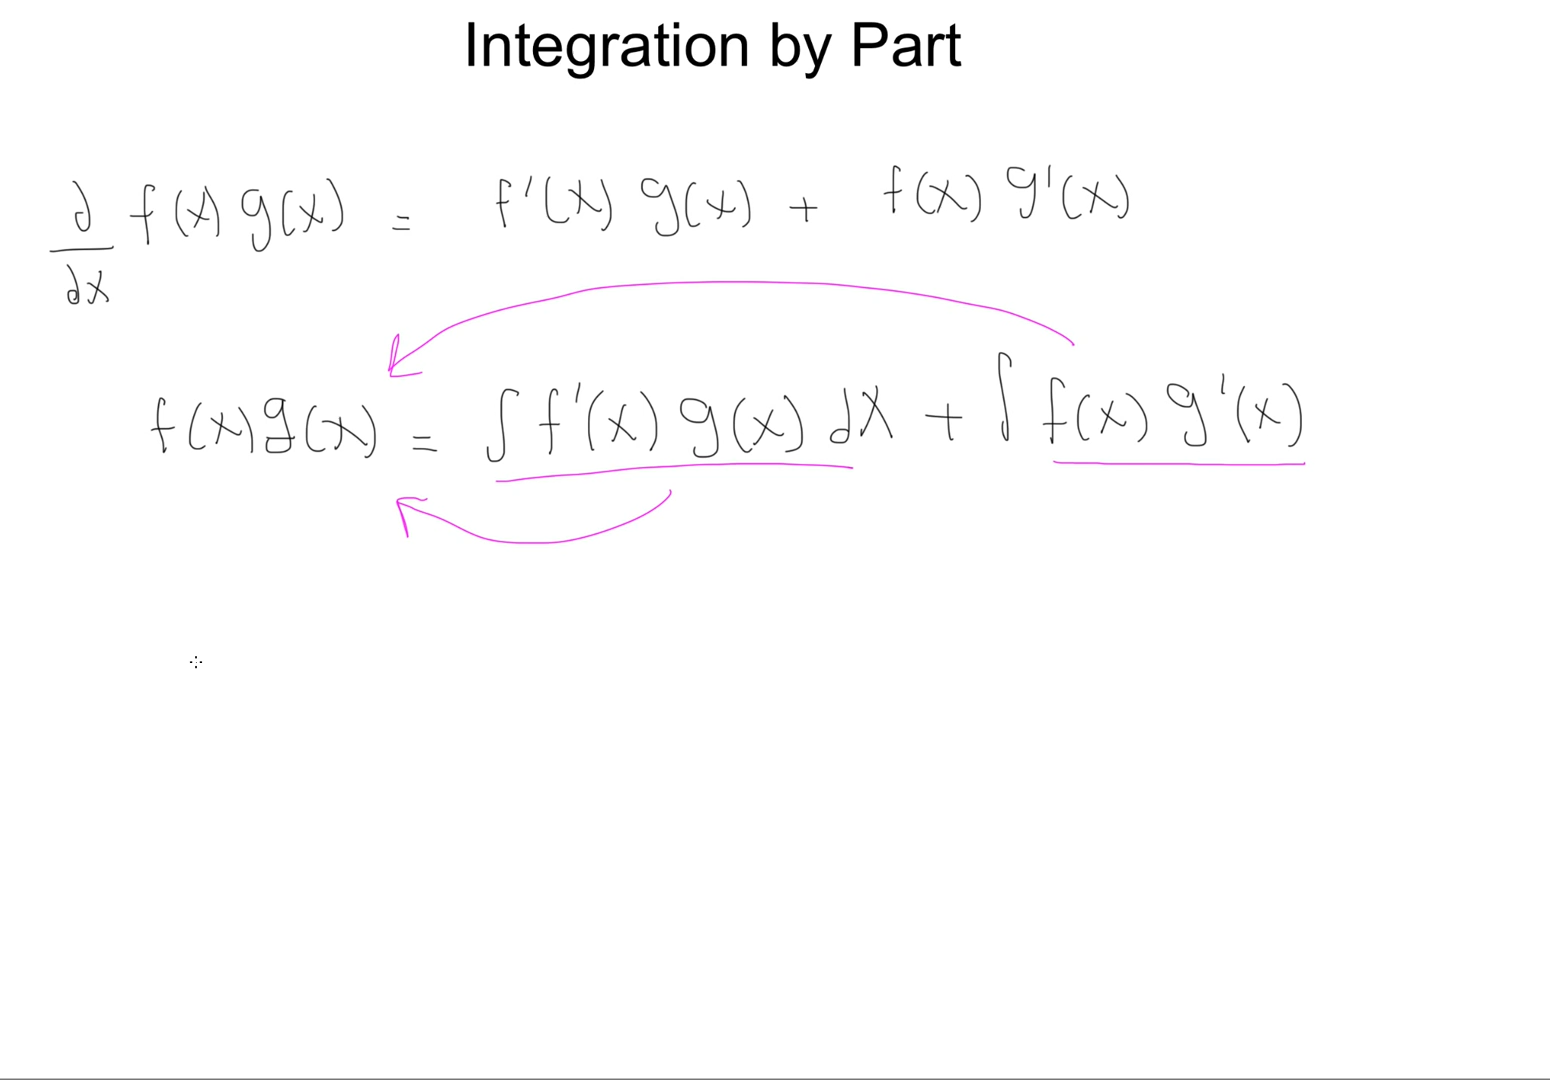 Integration by Part
∂/∂x f(x) g(x) = f'(x) g(x) + f(x) g'(x)
f(x) g(x) = ∫ f'(x) g(x) dx + ∫ f(x) g'(x)